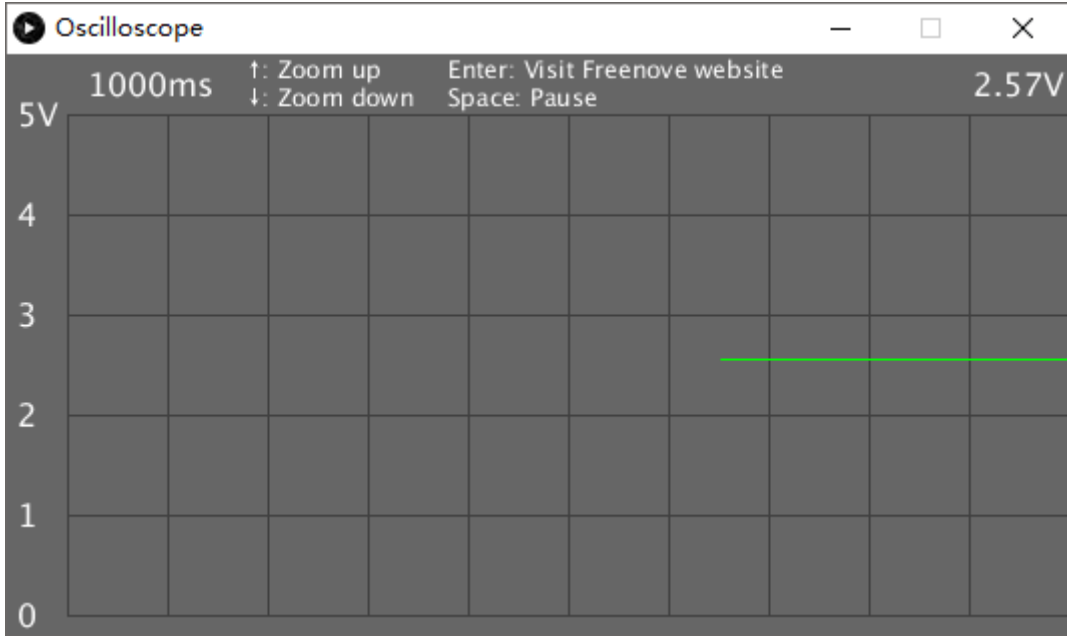 Oscilloscope
1000ms
↑: Zoom up
↓: Zoom down
Enter: Visit Freenove website
Space: Pause
2.57V
5V
4
3
2
1
0